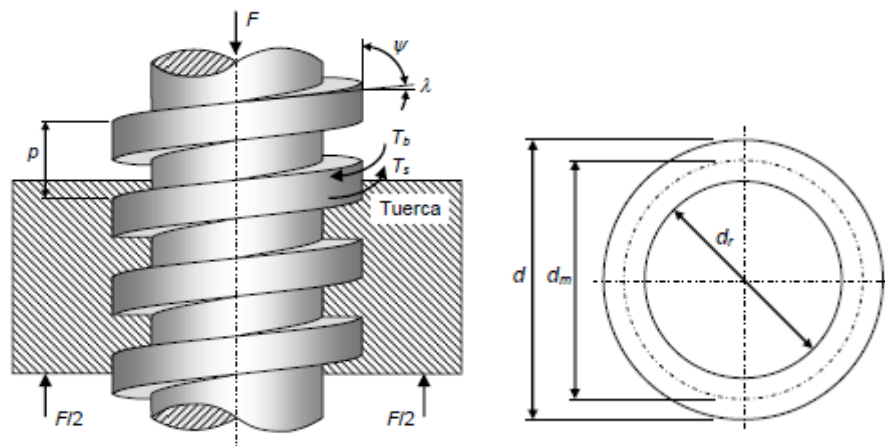 F
ψ
λ
p
T_b
T_s
Tuerca
F/2
F/2
d
d_m
d_r